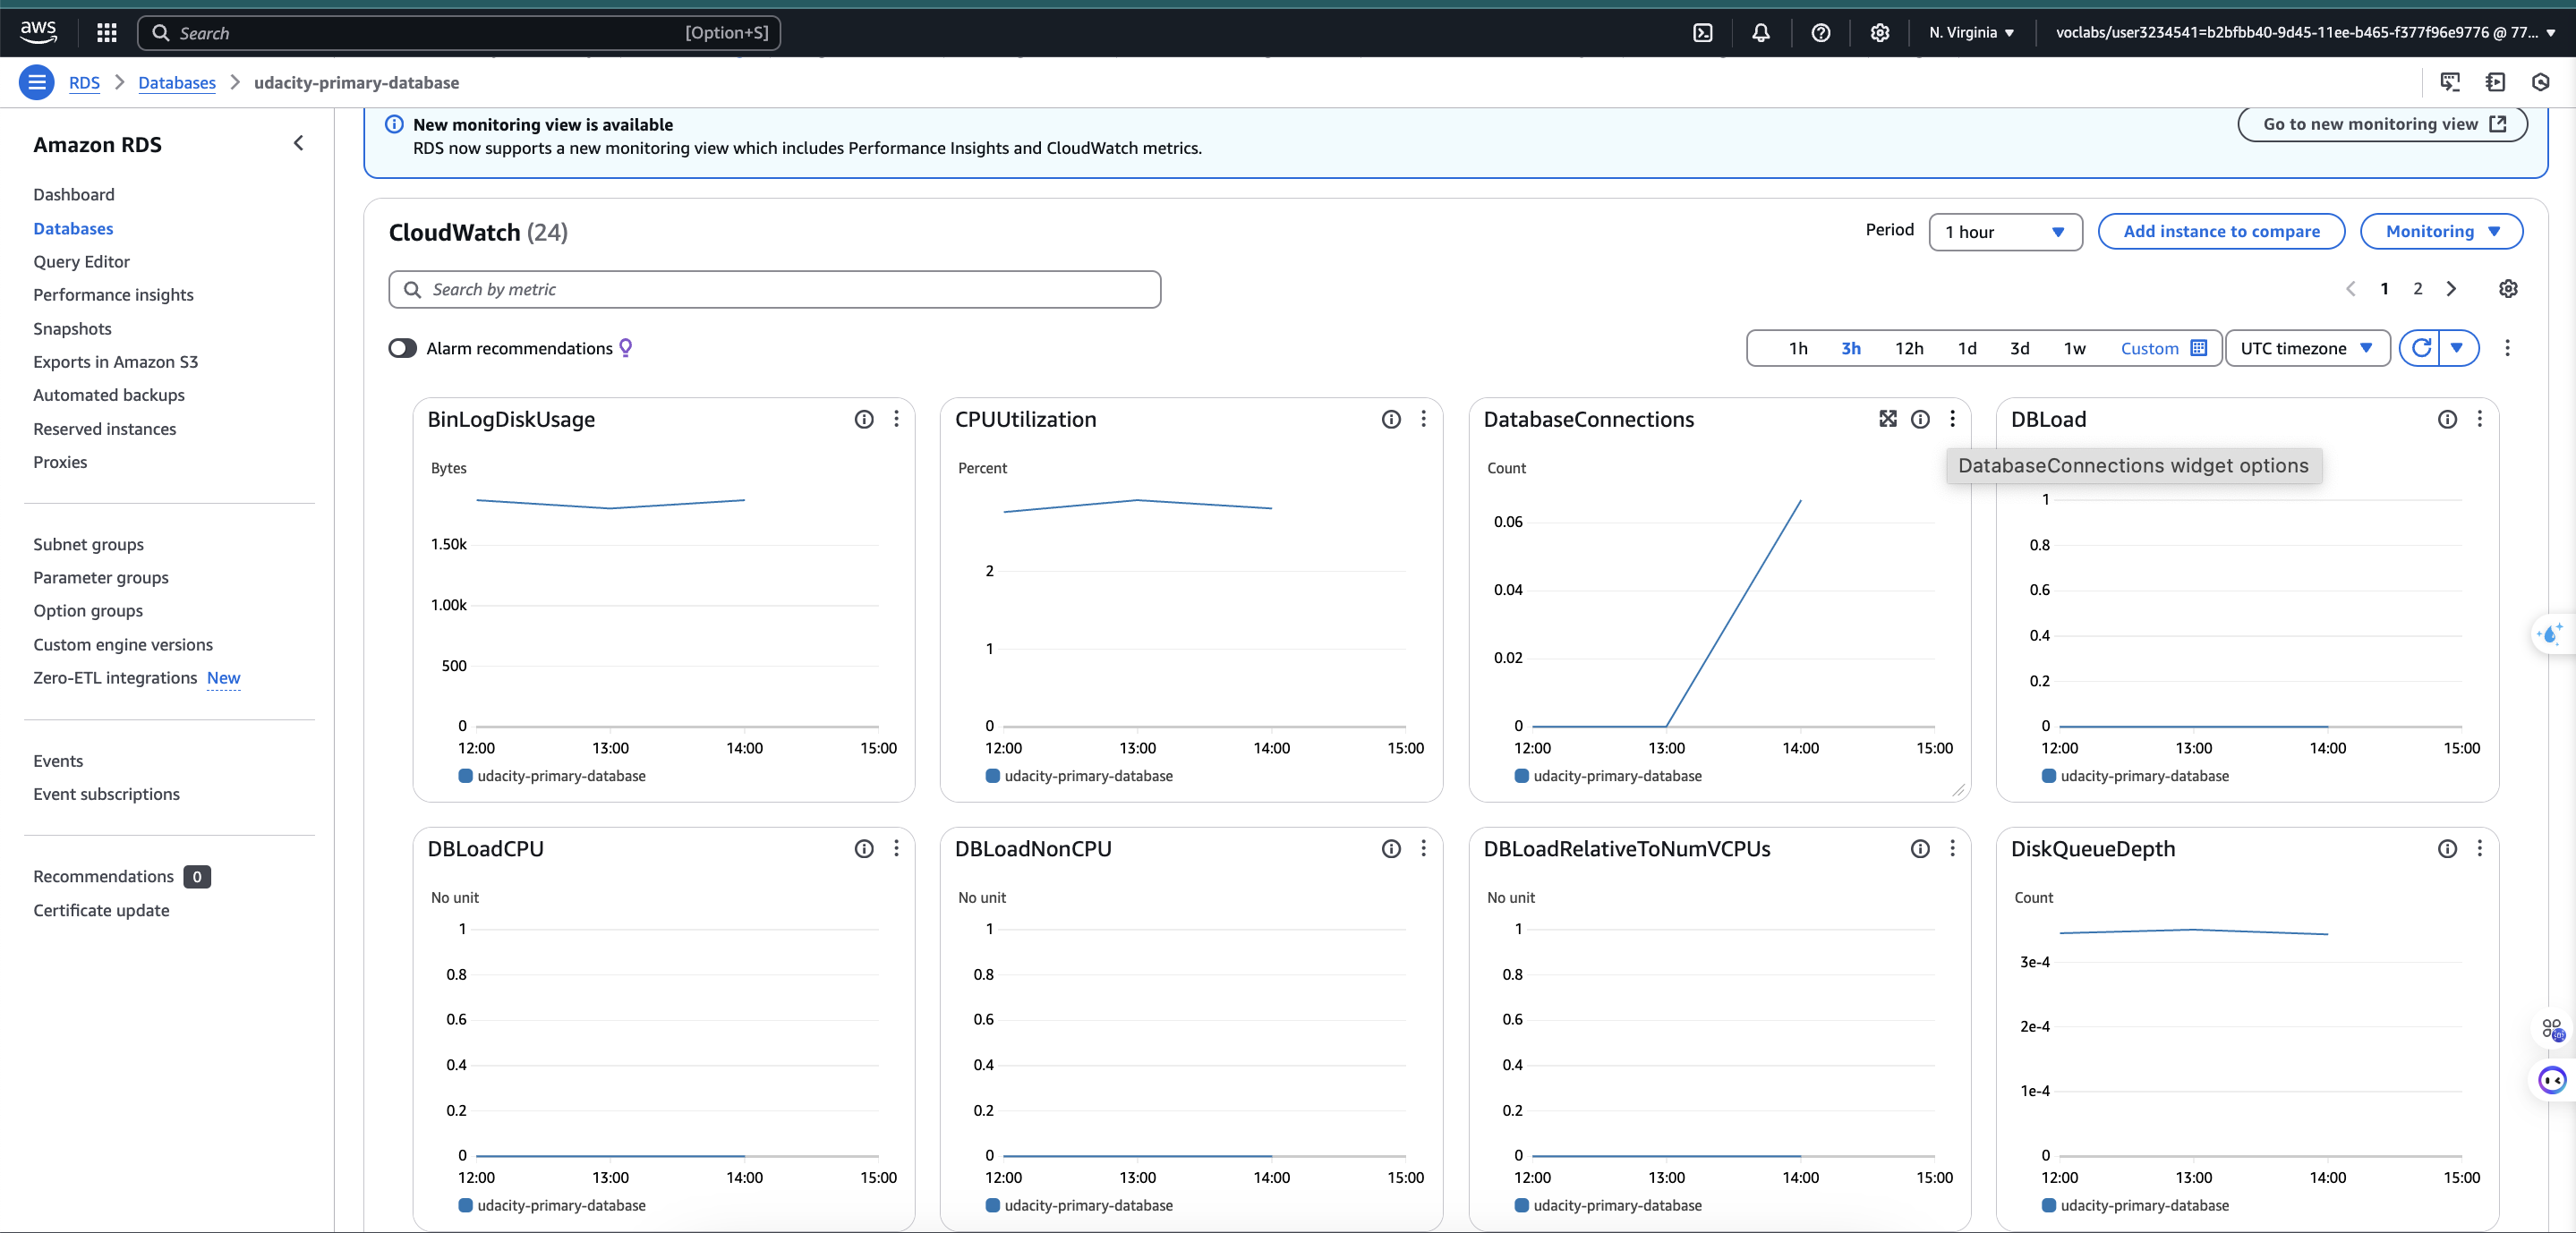 aws
Search
[Option+S]
N. Virginia
voclabs/user3234541=b2bfbb40-9d45-11ee-b465-f377f96e9776 @ 77...
RDS
Databases
udacity-primary-database
Amazon RDS
Dashboard
Databases
Query Editor
Performance insights
Snapshots
Exports in Amazon S3
Automated backups
Reserved instances
Proxies
Subnet groups
Parameter groups
Option groups
Custom engine versions
Zero-ETL integrations New
Events
Event subscriptions
Recommendations 0
Certificate update
New monitoring view is available
RDS now supports a new monitoring view which includes Performance Insights and CloudWatch metrics.
Go to new monitoring view
CloudWatch (24)
Period
1 hour
Add instance to compare
Monitoring
Search by metric
1
2
Alarm recommendations
1h 3h 12h 1d 3d 1w Custom
UTC timezone
BinLogDiskUsage
Bytes
1.50k
1.00k
500
0
12:00 13:00 14:00 15:00
udacity-primary-database
CPUUtilization
Percent
2
1
0
12:00 13:00 14:00 15:00
udacity-primary-database
DatabaseConnections
Count
0.06
0.04
0.02
0
12:00 13:00 14:00 15:00
udacity-primary-database
DatabaseConnections widget options
DBLoad
1
0.8
0.6
0.4
0.2
0
12:00 13:00 14:00 15:00
udacity-primary-database
DBLoadCPU
No unit
1
0.8
0.6
0.4
0.2
0
12:00 13:00 14:00 15:00
udacity-primary-database
DBLoadNonCPU
No unit
1
0.8
0.6
0.4
0.2
0
12:00 13:00 14:00 15:00
udacity-primary-database
DBLoadRelativeToNumVCPUs
No unit
1
0.8
0.6
0.4
0.2
0
12:00 13:00 14:00 15:00
udacity-primary-database
DiskQueueDepth
Count
3e-4
2e-4
1e-4
0
12:00 13:00 14:00 15:00
udacity-primary-database